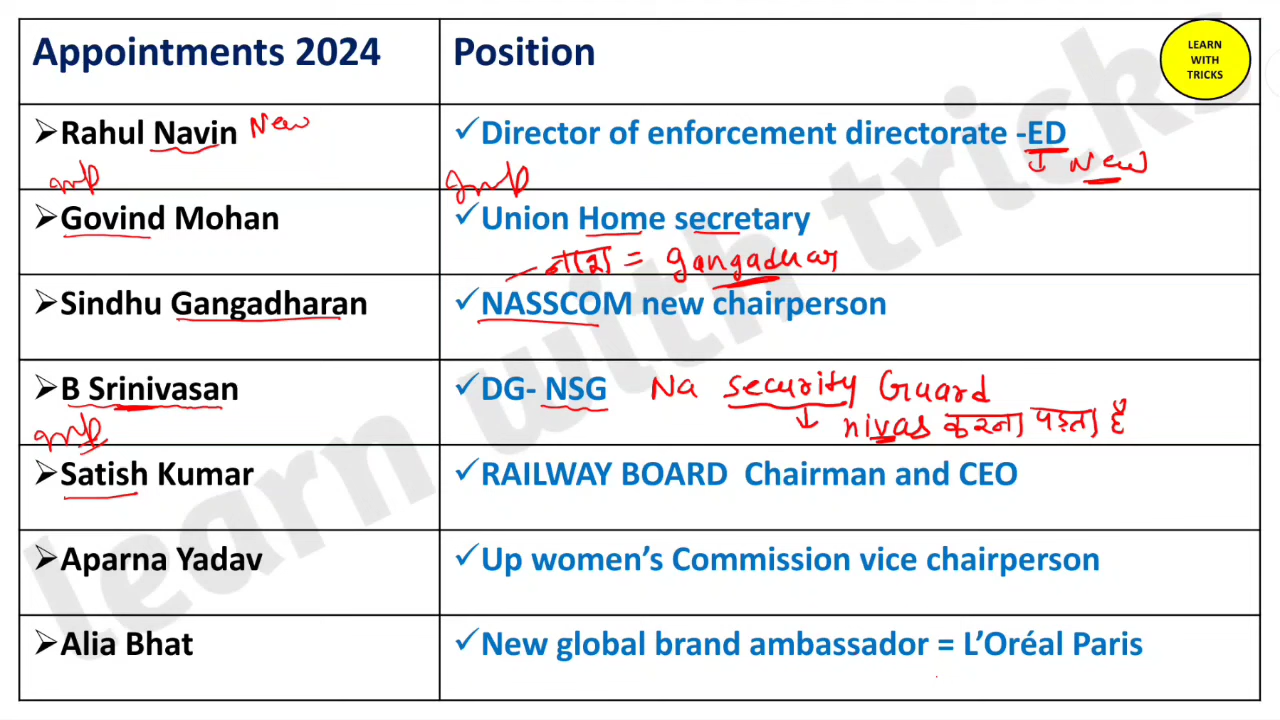 Appointments 2024
Position
LEARN
WITH
TRICKS
➢Rahul Navin New
✓Director of enforcement directorate -ED
↓ New
Imp
Imp
➢Govind Mohan
✓Union Home secretary
= gangadhar
➢Sindhu Gangadharan
✓NASSCOM new chairperson
➢B Srinivasan
✓DG- NSG Na security Guard
↓ nivas करना पड़ता है
Imp
➢Satish Kumar
✓RAILWAY BOARD Chairman and CEO
➢Aparna Yadav
✓Up women's Commission vice chairperson
➢Alia Bhat
✓New global brand ambassador = L'Oréal Paris
learn with tricks